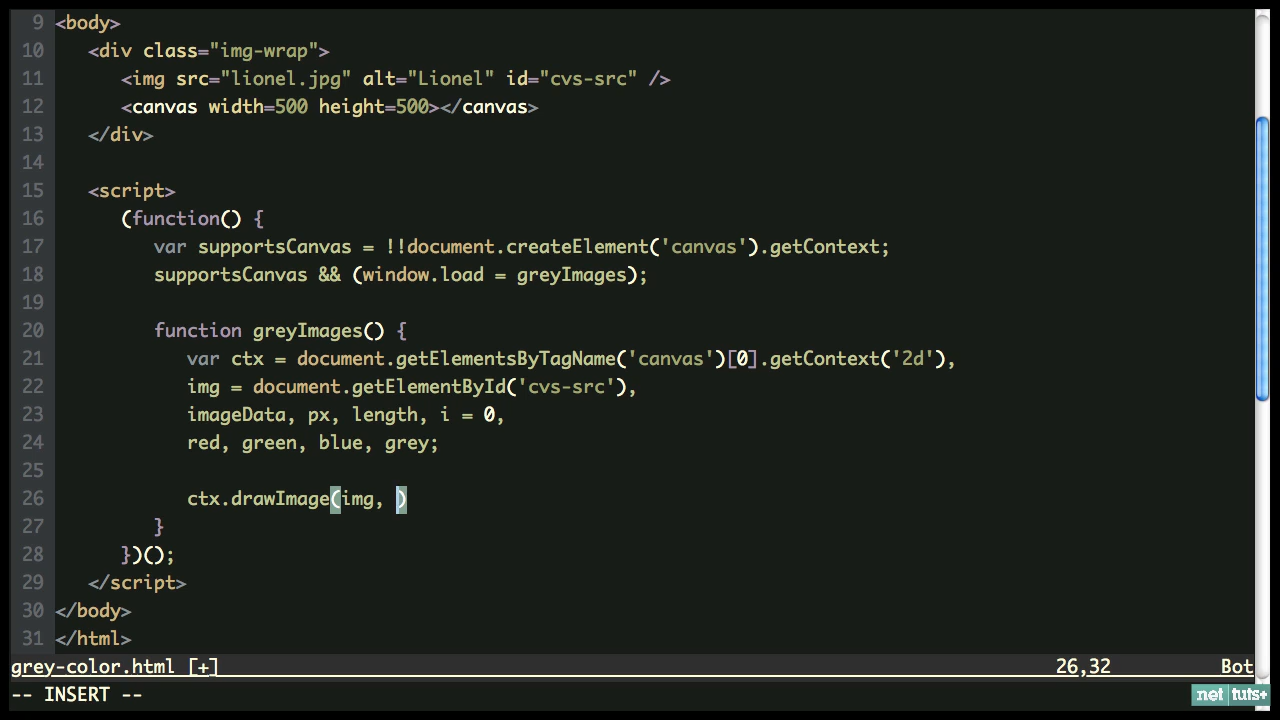 9 <body>
10 <div class="img-wrap">
11 <img src="lionel.jpg" alt="Lionel" id="cvs-src" />
12 <canvas width=500 height=500></canvas>
13 </div>
14
15 <script>
16 (function() {
17 var supportsCanvas = !!document.createElement('canvas').getContext;
18 supportsCanvas && (window.load = greyImages);
19
20 function greyImages() {
21 var ctx = document.getElementsByTagName('canvas')[0].getContext('2d'),
22 img = document.getElementById('cvs-src'),
23 imageData, px, length, i = 0,
24 red, green, blue, grey;
25
26 ctx.drawImage(img, )
27 }
28 })();
29 </script>
30 </body>
31 </html>
grey-color.html [+] 26,32 Bot
-- INSERT --
net tuts+